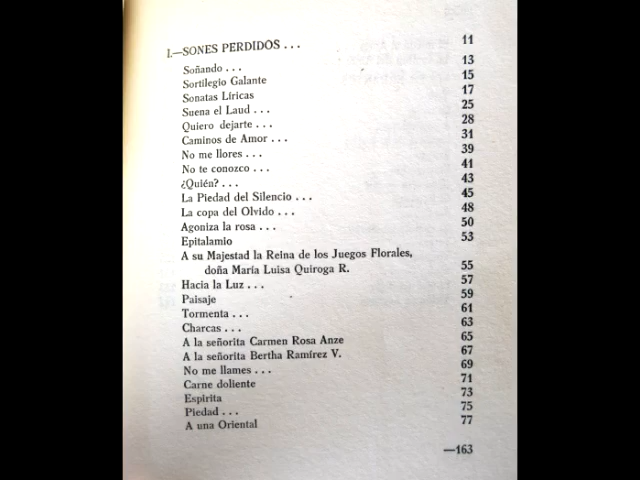 I.—SONES PERDIDOS . . . 11
Soñando . . . 13
Sortilegio Galante 15
Sonatas Líricas 17
Suena el Laud . . . 25
Quiero dejarte . . . 28
Caminos de Amor . . . 31
No me llores . . . 39
No te conozco . . . 41
¿Quién? . . . 43
La Piedad del Silencio . . . 45
La copa del Olvido . . . 48
Agoniza la rosa . . . 50
Epitalamio 53
A su Majestad la Reina de los Juegos Florales,
doña María Luisa Quiroga R. 55
Hacia la Luz . . . 57
Paisaje 59
Tormenta . . . 61
Charcas . . . 63
A la señorita Carmen Rosa Anze 65
A la señorita Bertha Ramírez V. 67
No me llames . . . 69
Carne doliente 71
Espirita 73
Piedad . . . 75
A una Oriental 77
—163